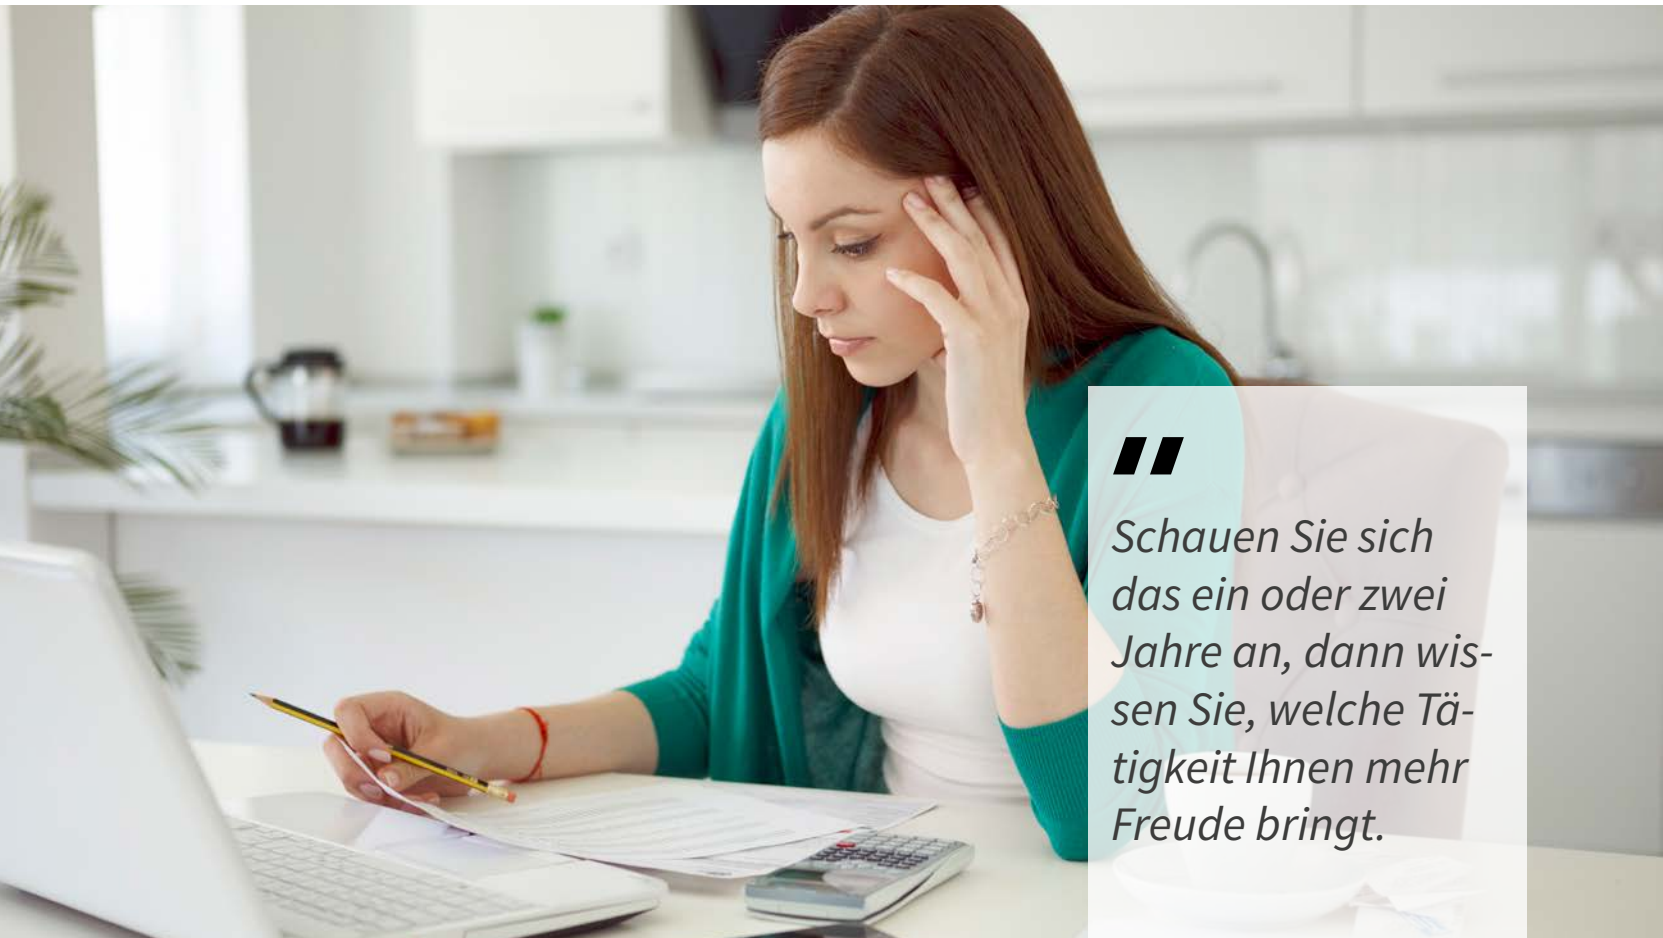 "
Schauen Sie sich
das ein oder zwei
Jahre an, dann wis-
sen Sie, welche Tä-
tigkeit Ihnen mehr
Freude bringt.